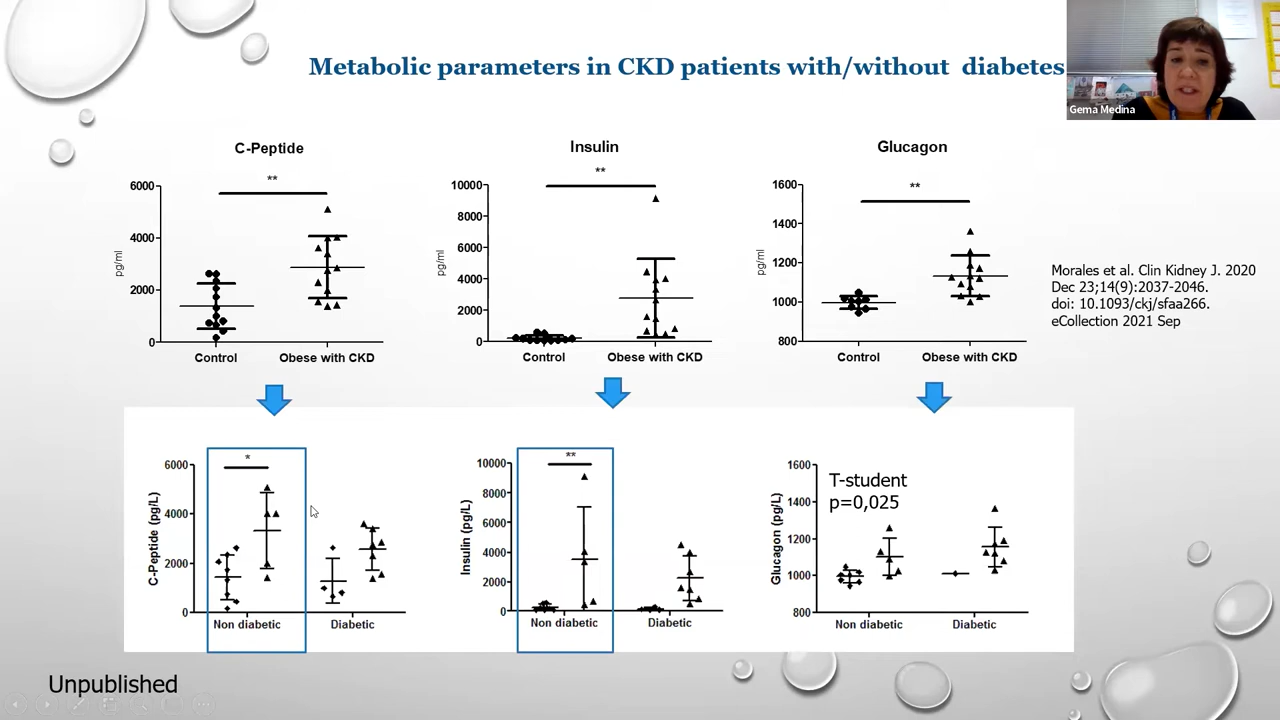 Metabolic parameters in CKD patients with/without diabetes
Gema Medina
C-Peptide
**
6000
4000
2000
0
pg/ml
Control
Obese with CKD
Insulin
**
10000
8000
6000
4000
2000
0
pg/ml
Control
Obese with CKD
Glucagon
**
1600
1400
1200
1000
800
pg/ml
Control
Obese with CKD
Morales et al. Clin Kidney J. 2020
Dec 23;14(9):2037-2046.
doi: 10.1093/ckj/sfaa266.
eCollection 2021 Sep
*
6000
4000
2000
0
C-Peptide (pg/L)
Non diabetic
Diabetic
**
10000
8000
6000
4000
2000
0
Insulin (pg/L)
Non diabetic
Diabetic
T-student
p=0,025
1600
1400
1200
1000
800
Glucagon (pg/L)
Non diabetic
Diabetic
Unpublished